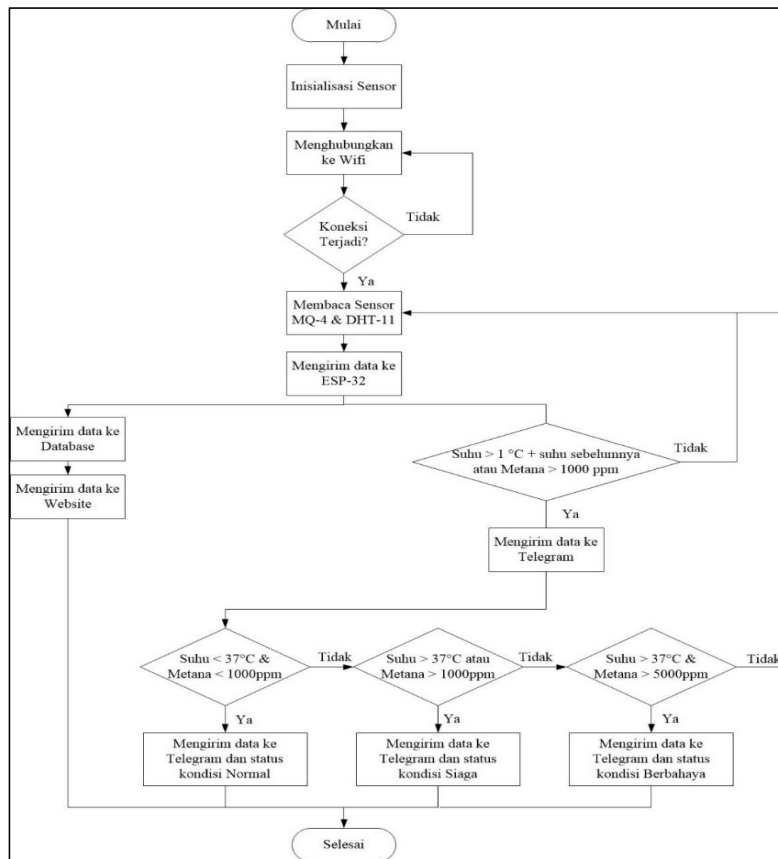 Mulai
Inisialisasi Sensor
Menghubungkan
ke Wifi
Koneksi
Terjadi?
Tidak
Ya
Membaca Sensor
MQ-4 & DHT-11
Mengirim data ke
ESP-32
Mengirim data ke
Database
Mengirim data ke
Website
Suhu > 1 °C + suhu sebelumnya
atau Metana > 1000 ppm
Tidak
Ya
Mengirim data ke
Telegram
Suhu < 37°C &
Metana < 1000ppm
Tidak
Suhu > 37°C atau
Metana > 1000ppm
Tidak
Suhu > 37°C &
Metana > 5000ppm
Tidak
Ya
Ya
Ya
Mengirim data ke
Telegram dan status
kondisi Normal
Mengirim data ke
Telegram dan status
kondisi Siaga
Mengirim data ke
Telegram dan status
kondisi Berbahaya
Selesai